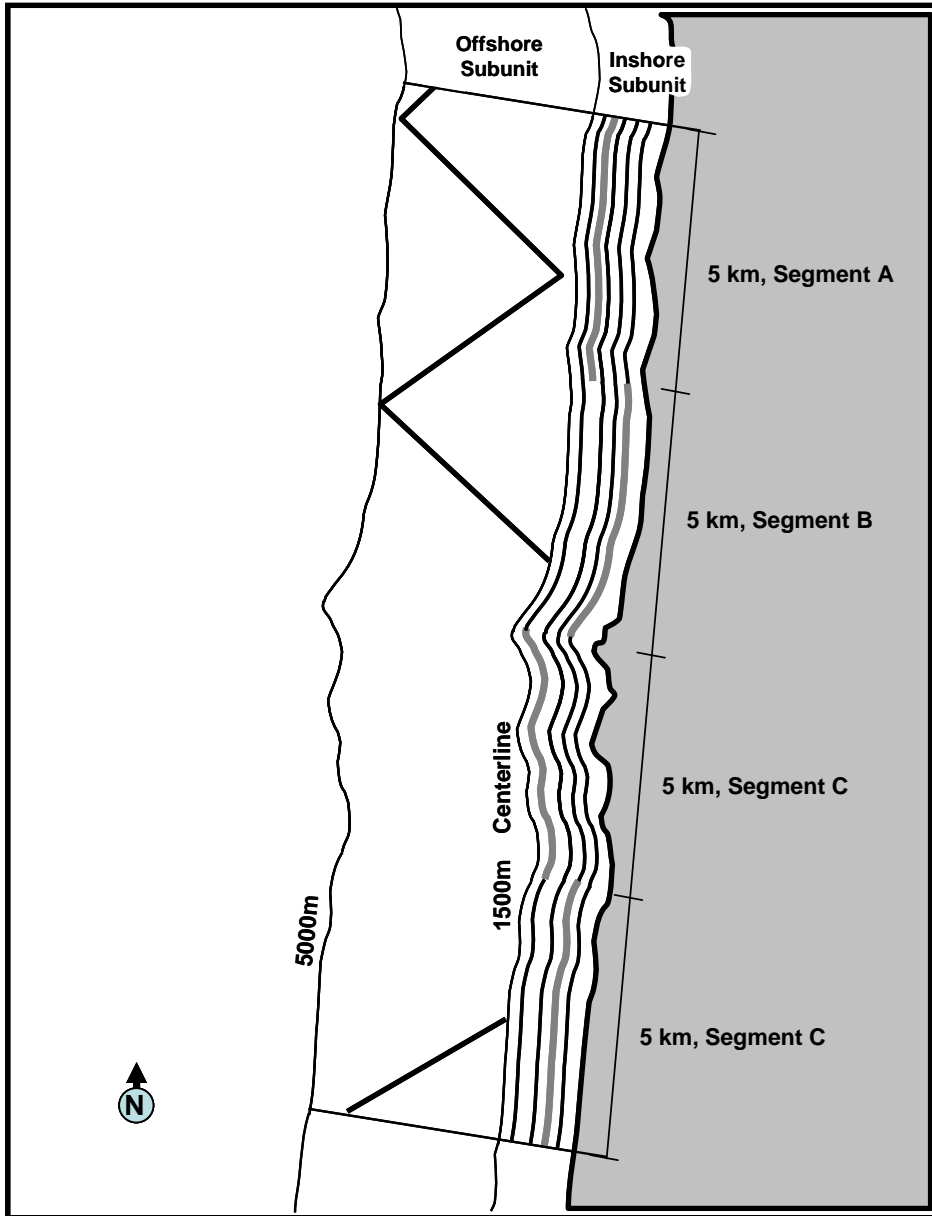 Offshore
Subunit
Inshore
Subunit
5 km, Segment A
5 km, Segment B
5 km, Segment C
5 km, Segment C
1500m Centerline
5000m
N